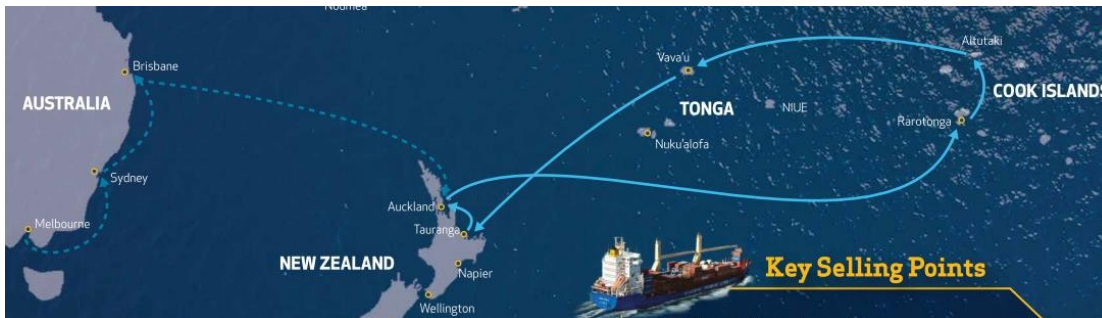 Noumea
Brisbane
AUSTRALIA
Sydney
Melbourne
Auckland
Tauranga
NEW ZEALAND
Napier
Wellington
Vava'u
TONGA
Nuku'alofa
NIUE
Aitutaki
COOK ISLANDS
Rarotonga
Key Selling Points